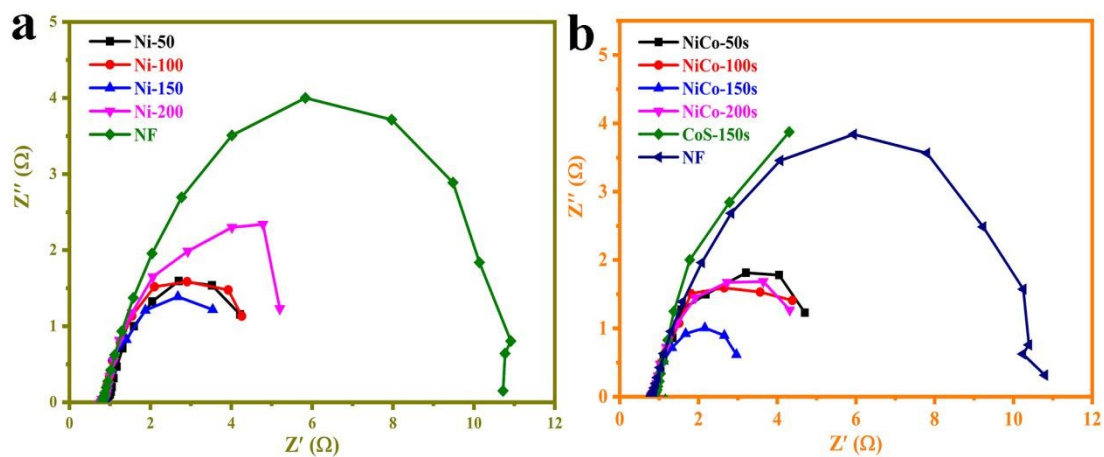 a
Ni-50
Ni-100
Ni-150
Ni-200
NF
5
4
3
2
1
0
Z″ (Ω)
0
2
4
6
8
10
12
Z′ (Ω)
b
NiCo-50s
NiCo-100s
NiCo-150s
NiCo-200s
CoS-150s
NF
5
4
3
2
1
0
Z″ (Ω)
0
2
4
6
8
10
12
Z′ (Ω)